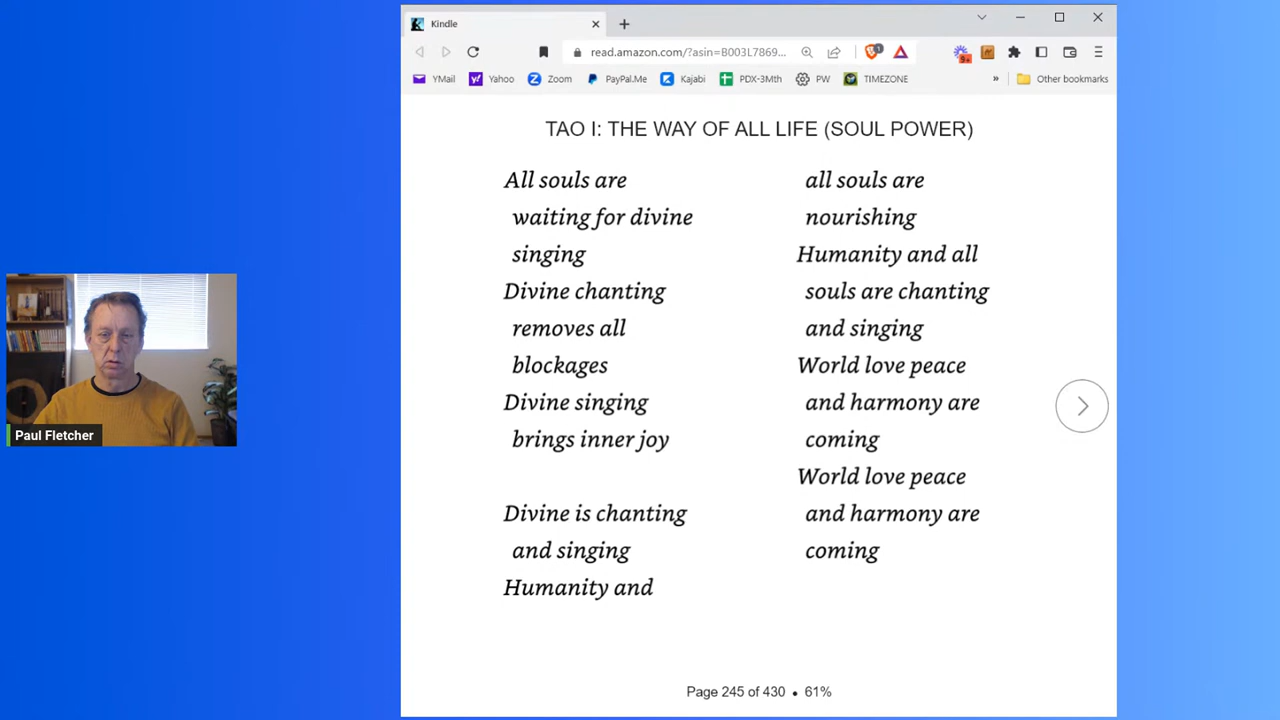 Kindle
read.amazon.com/?asin=B003L7869...
1
9+
YMail
Yahoo
Zoom
PayPal.Me
Kajabi
PDX-3Mth
PW
TIMEZONE
»
Other bookmarks
TAO I: THE WAY OF ALL LIFE (SOUL POWER)
All souls are
waiting for divine
singing
Divine chanting
removes all
blockages
Divine singing
brings inner joy
Divine is chanting
and singing
Humanity and
all souls are
nourishing
Humanity and all
souls are chanting
and singing
World love peace
and harmony are
coming
World love peace
and harmony are
coming
Page 245 of 430 • 61%
Paul Fletcher